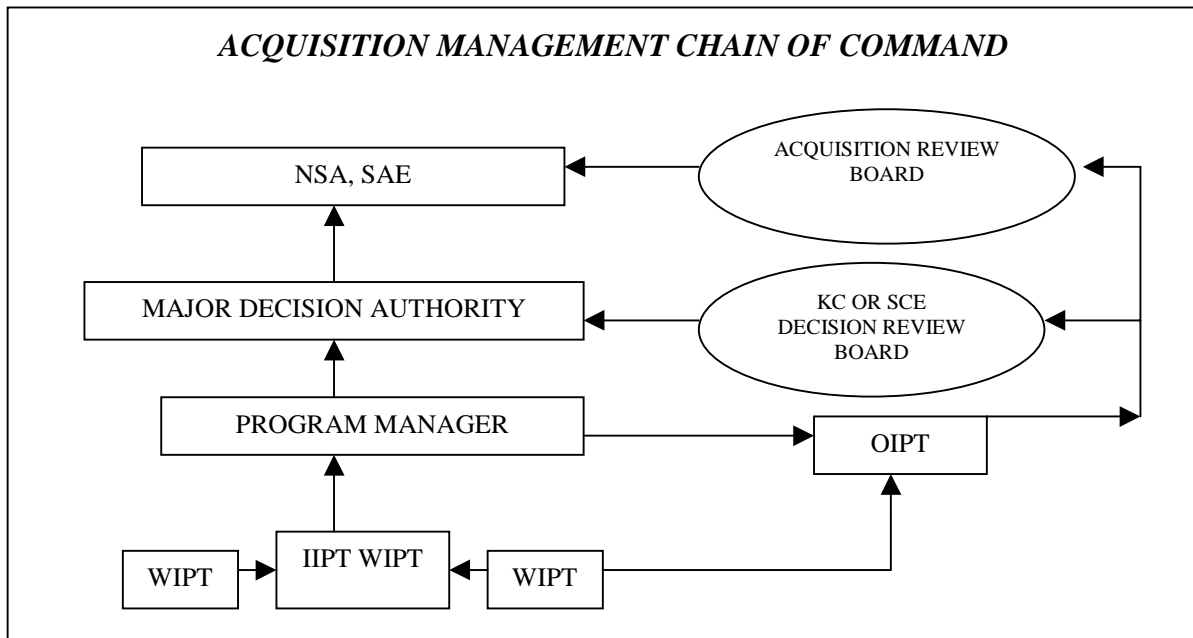 ACQUISITION MANAGEMENT CHAIN OF COMMAND
NSA, SAE
ACQUISITION REVIEW
BOARD
MAJOR DECISION AUTHORITY
KC OR SCE
DECISION REVIEW
BOARD
PROGRAM MANAGER
OIPT
WIPT
IIPT WIPT
WIPT